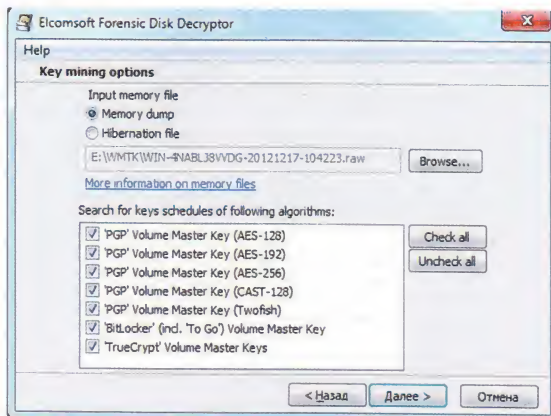 Elcomsoft Forensic Disk Decryptor
Help
Key mining options
Input memory file
Memory dump
Hibernation file
E:\WMTK\WIN-4NABLJ8VVDG-20121217-104223.raw
Browse...
More information on memory files
Search for keys schedules of following algorithms:
'PGP' Volume Master Key (AES-128)
'PGP' Volume Master Key (AES-192)
'PGP' Volume Master Key (AES-256)
'PGP' Volume Master Key (CAST-128)
'PGP' Volume Master Key (Twofish)
'BitLocker' (incl. 'To Go') Volume Master Key
'TrueCrypt' Volume Master Keys
Check all
Uncheck all
< Назад
Далее >
Отмена